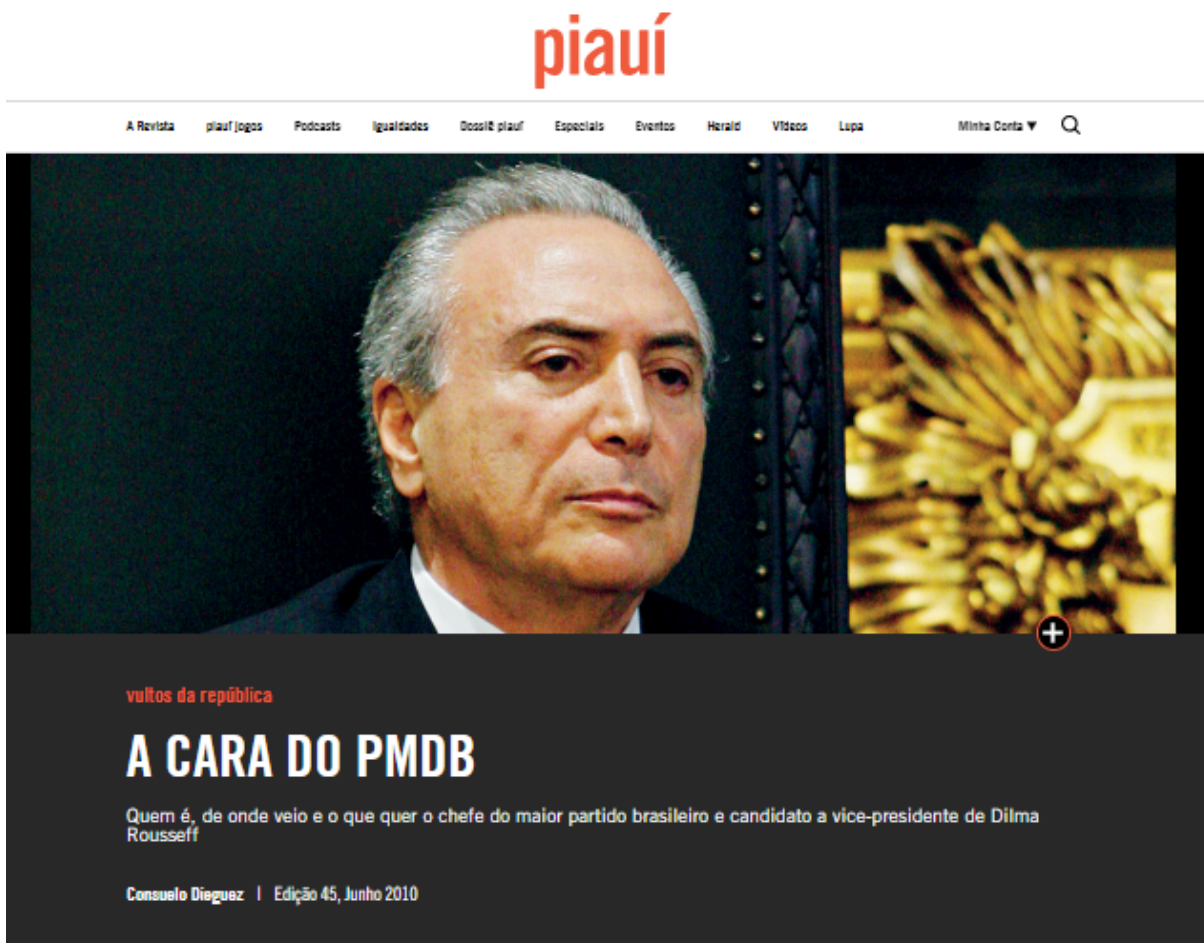 piauí
A Revista piauí jogos Podcasts Igualdades Dossiê piauí Especiais Eventos Herald Vídeos Lupa Minha Conta ▼
vultos da república
A CARA DO PMDB
Quem é, de onde veio e o que quer o chefe do maior partido brasileiro e candidato a vice-presidente de Dilma
Rousseff
Consuelo Dieguez | Edição 45, Junho 2010